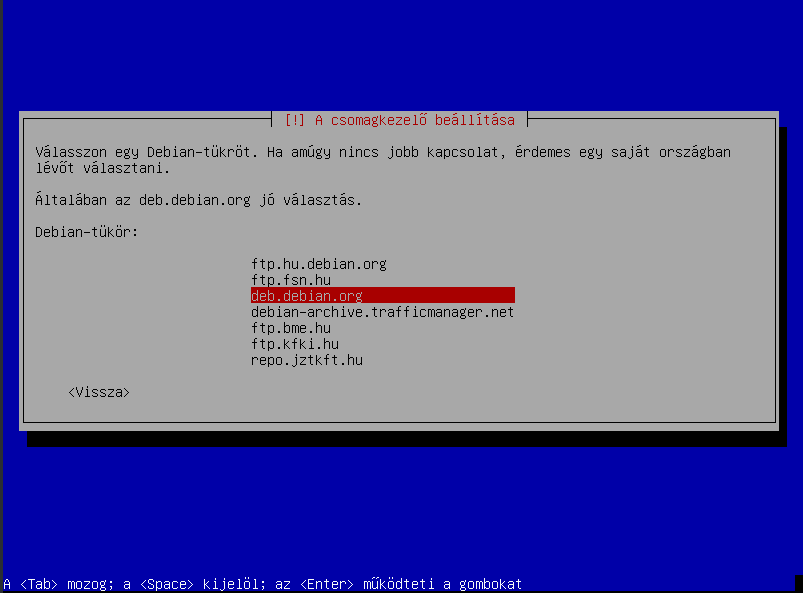 [!] A csomagkezelő beállítása
Válasszon egy Debian-tükröt. Ha amúgy nincs jobb kapcsolat, érdemes egy saját országban
lévőt választani.
Általában az deb.debian.org jó választás.
Debian-tükör:
ftp.hu.debian.org
ftp.fsn.hu
deb.debian.org
debian-archive.trafficmanager.net
ftp.bme.hu
ftp.kfki.hu
repo.jztkft.hu
<Vissza>
A <Tab> mozog; a <Space> kijelöl; az <Enter> működteti a gombokat